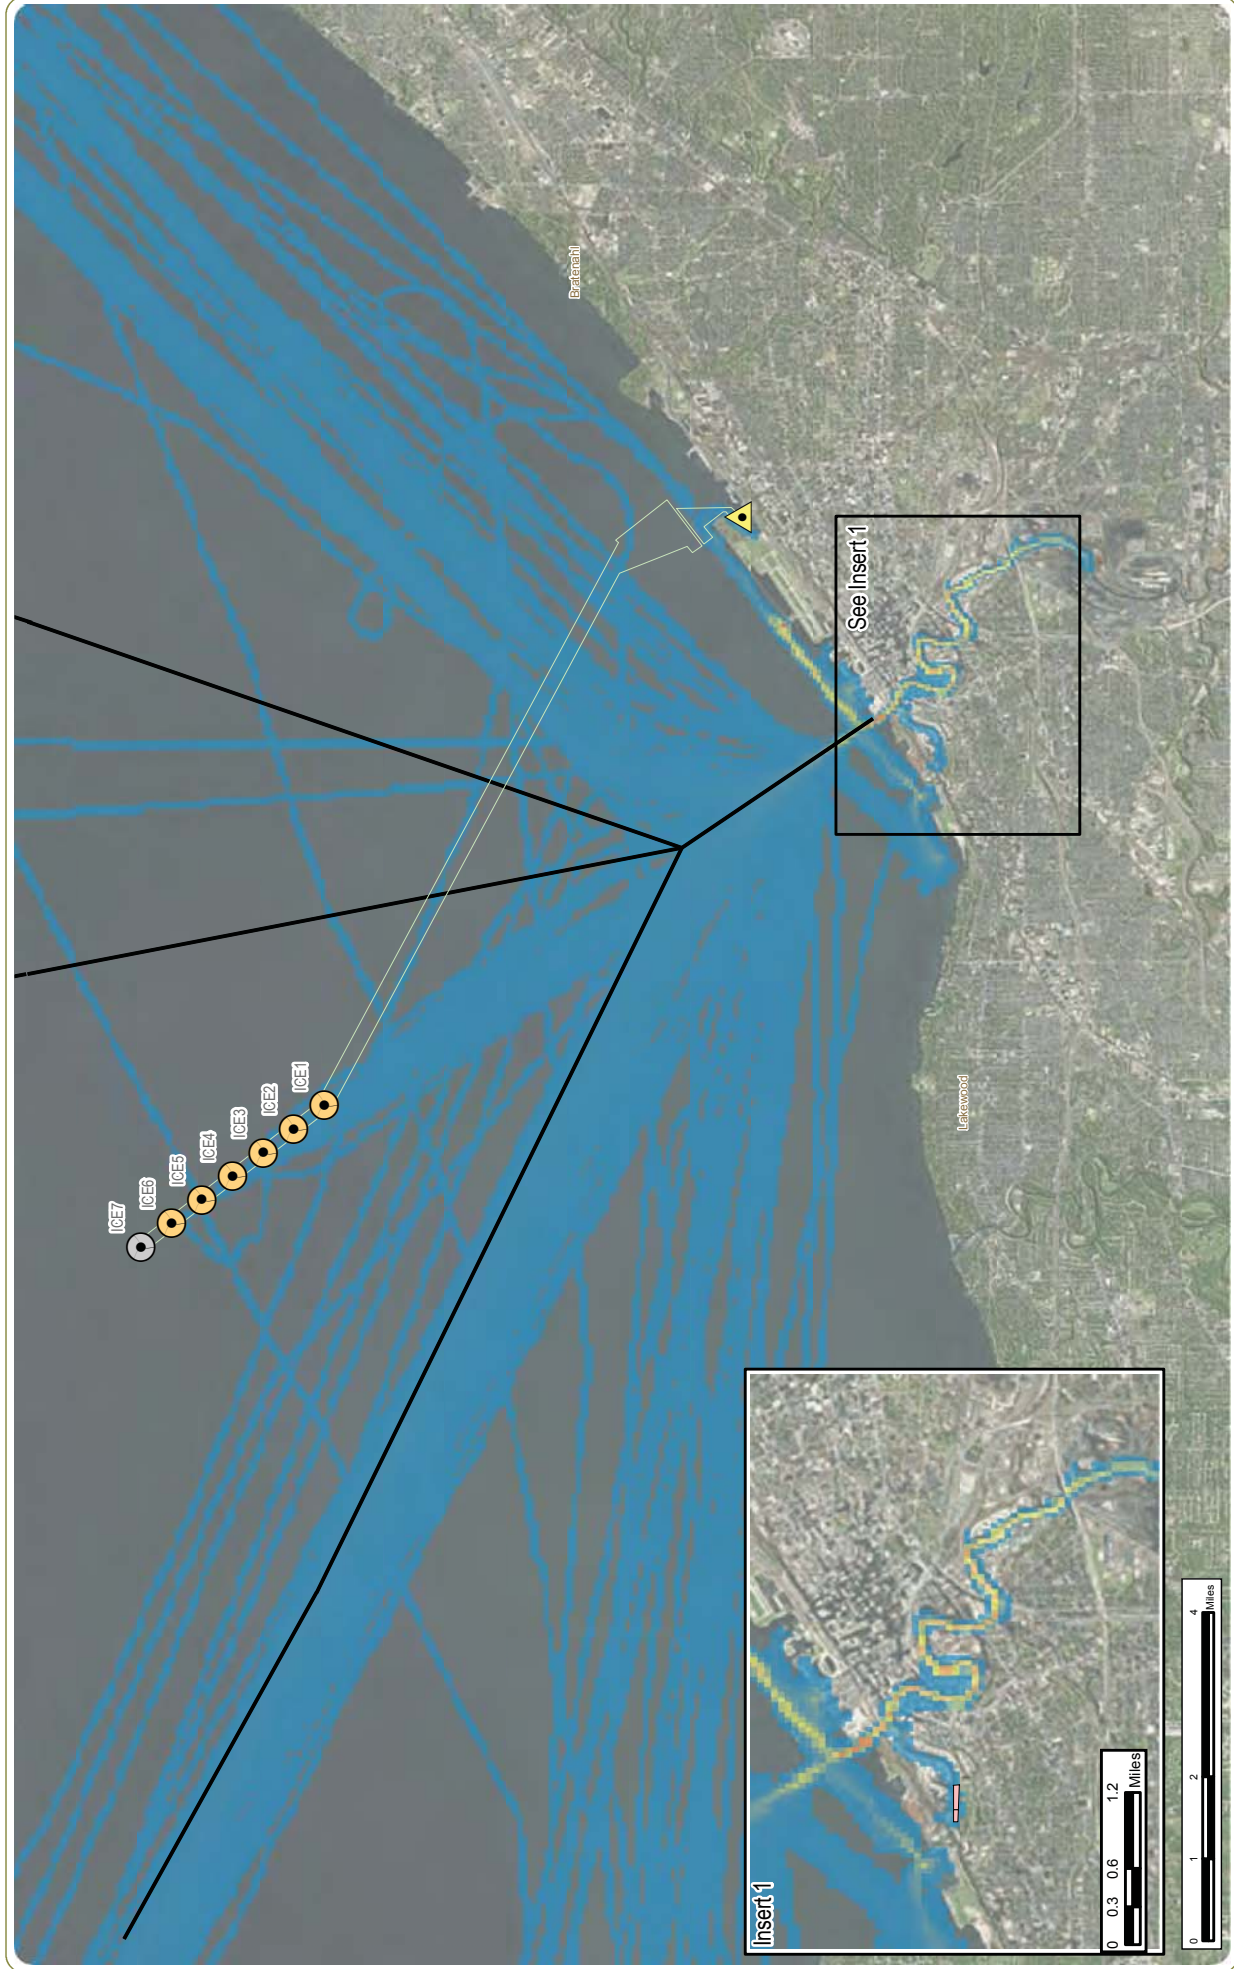 ICE7
ICE6
ICE5
ICE4
ICE3
ICE2
ICE1
Bratenahl
See Insert 1
Lakewood
Insert 1
0 0.3 0.6 1.2
Miles
0 1 2 4
Miles